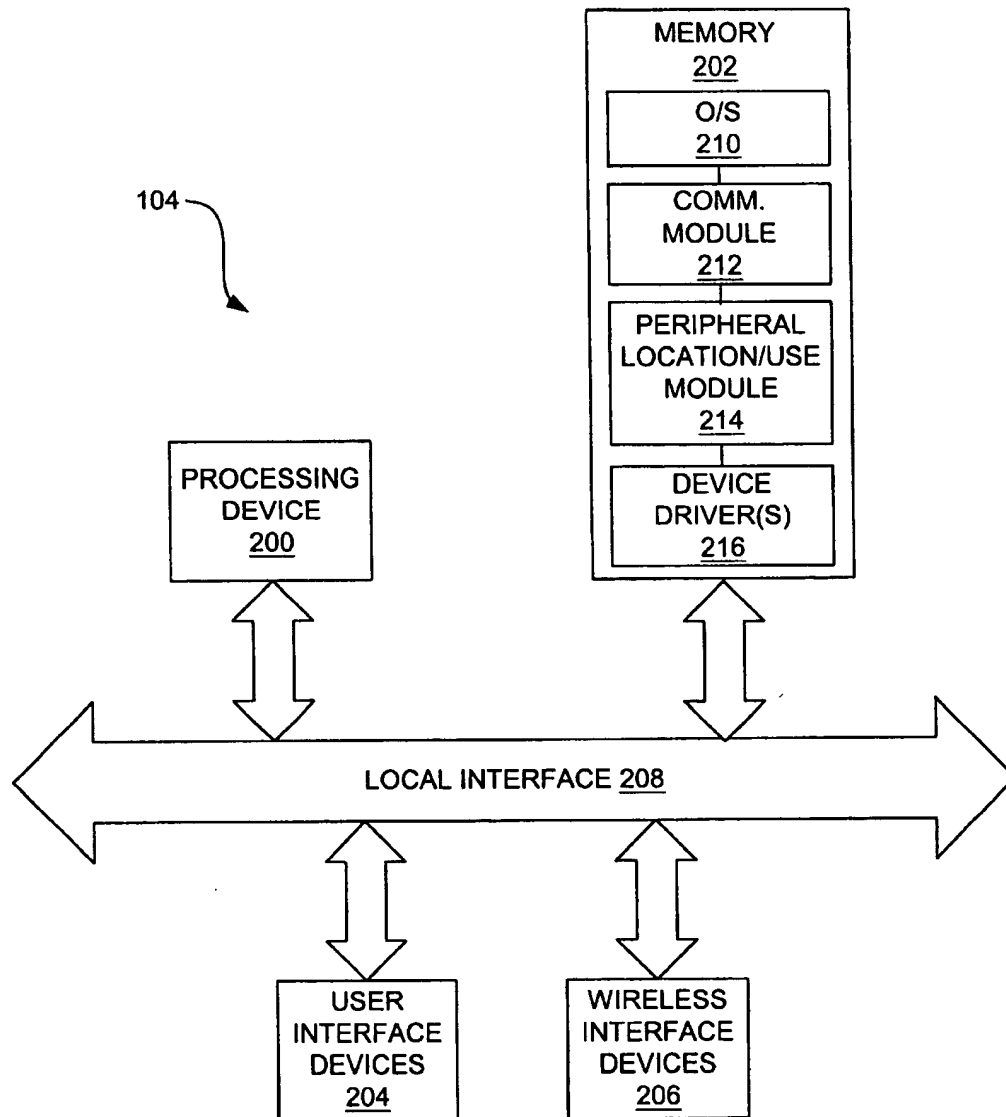 MEMORY
202
O/S
210
104
COMM.
MODULE
212
PERIPHERAL
LOCATION/USE
MODULE
214
PROCESSING
DEVICE
200
DEVICE
DRIVER(S)
216
LOCAL INTERFACE 208
USER
INTERFACE
DEVICES
204
WIRELESS
INTERFACE
DEVICES
206